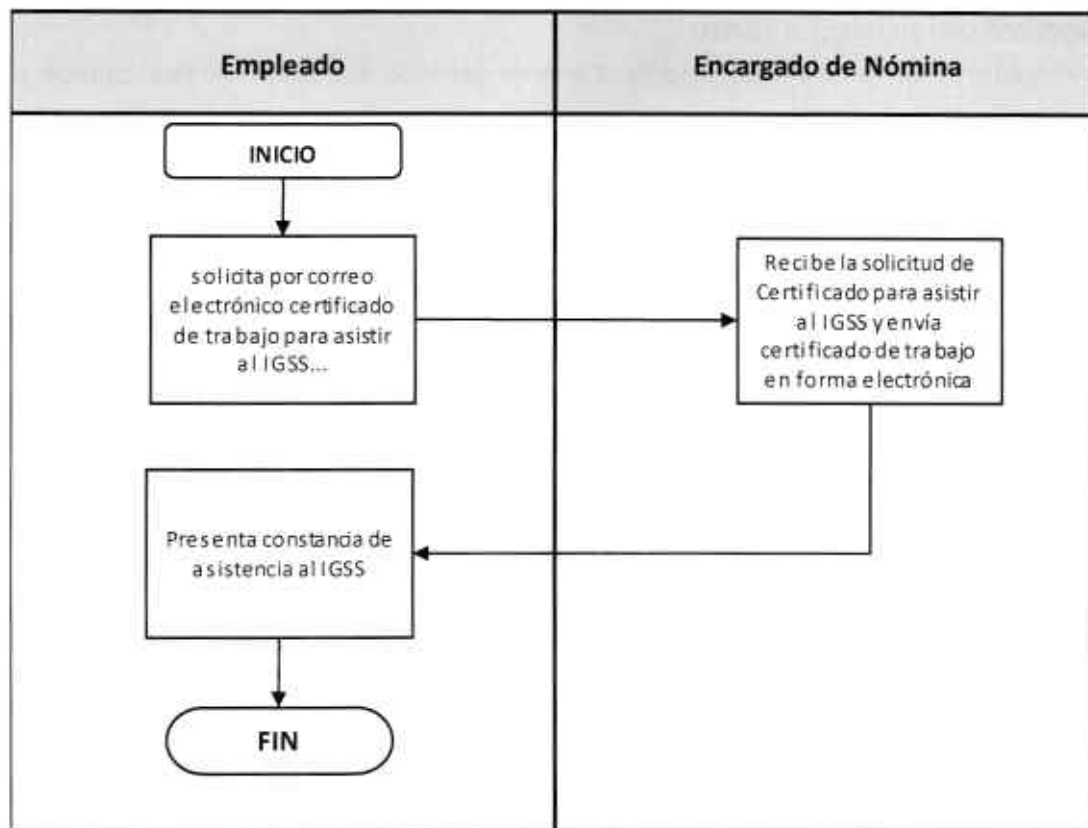 Empleado
Encargado de Nómina
INICIO
solicita por correo
electrónico certificado
de trabajo para asistir
al IGSS...
Recibe la solicitud de
Certificado para asistir
al IGSS y envía
certificado de trabajo
en forma electrónica
Presenta constancia de
asistencia al IGSS
FIN